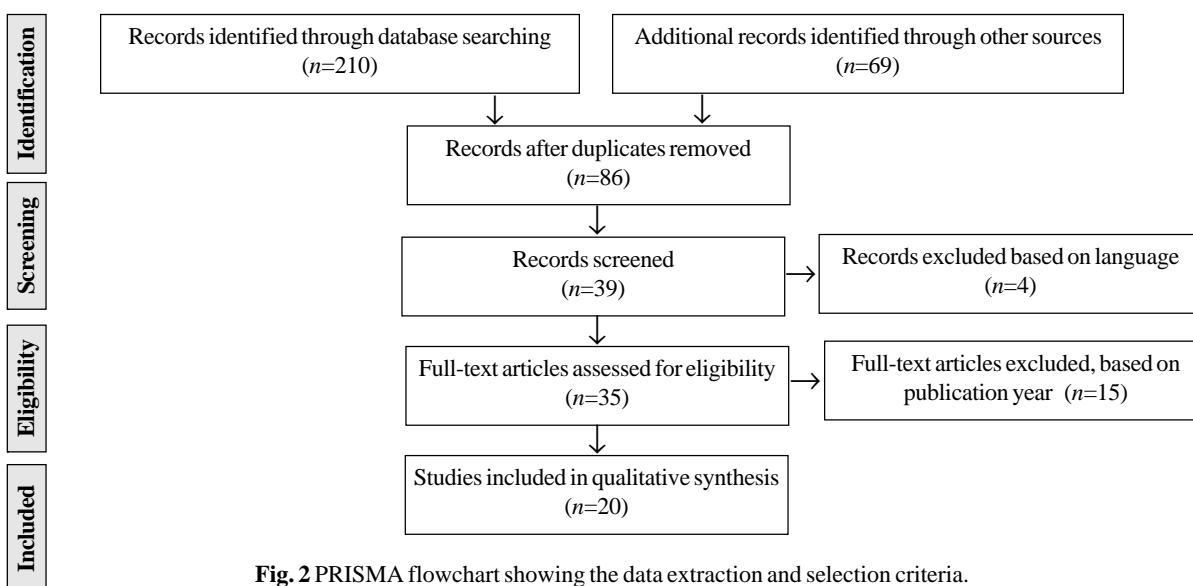 Identification
Records identified through database searching
(n=210)
Additional records identified through other sources
(n=69)
Records after duplicates removed
(n=86)
Screening
Records screened
(n=39)
Records excluded based on language
(n=4)
Eligibility
Full-text articles assessed for eligibility
(n=35)
Full-text articles excluded, based on
publication year (n=15)
Included
Studies included in qualitative synthesis
(n=20)
Fig. 2 PRISMA flowchart showing the data extraction and selection criteria.